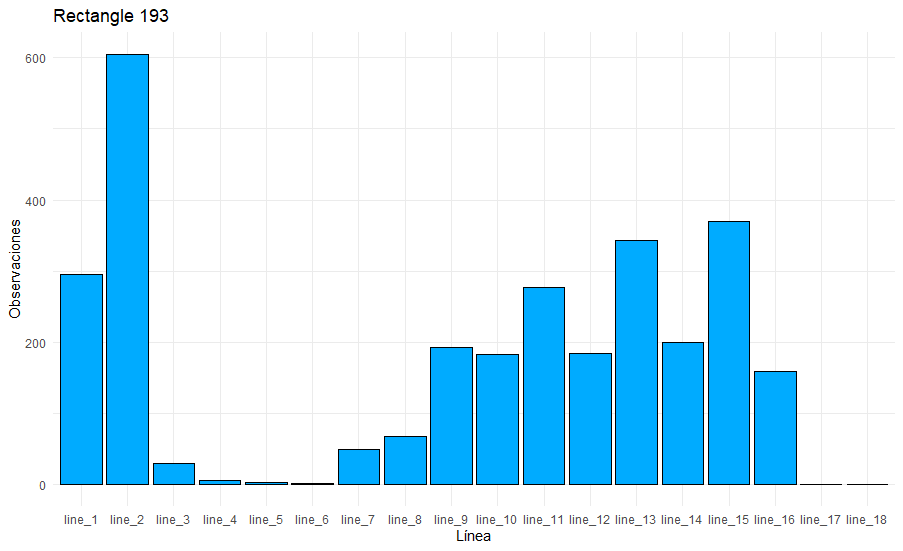 Rectangle 193
Observaciones
600
400
200
0
line_1 line_2 line_3 line_4 line_5 line_6 line_7 line_8 line_9 line_10 line_11 line_12 line_13 line_14 line_15 line_16 line_17 line_18
Línea